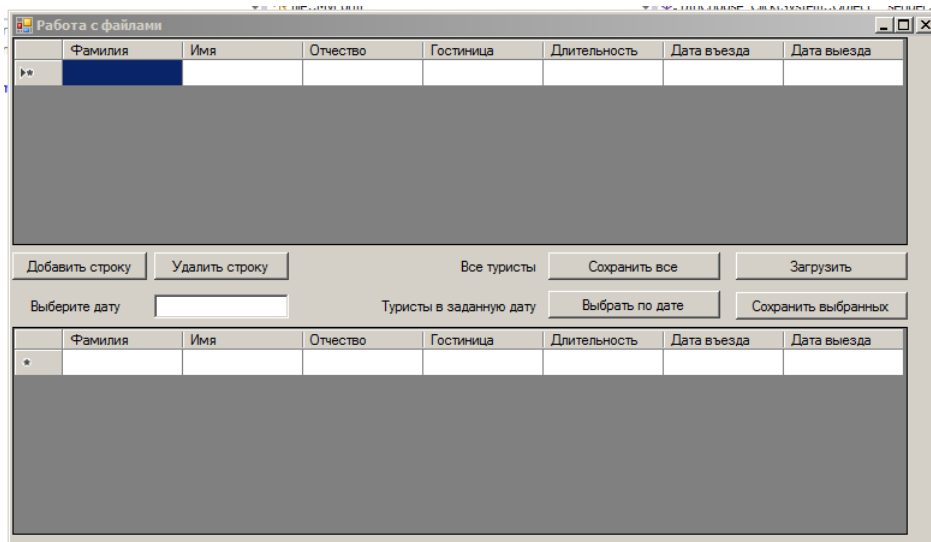 Работа с файлами
Фамилия Имя Отчество Гостиница Длительность Дата въезда Дата выезда
Добавить строку Удалить строку Все туристы Сохранить все Загрузить
Выберите дату Туристы в заданную дату Выбрать по дате Сохранить выбранных
Фамилия Имя Отчество Гостиница Длительность Дата въезда Дата выезда